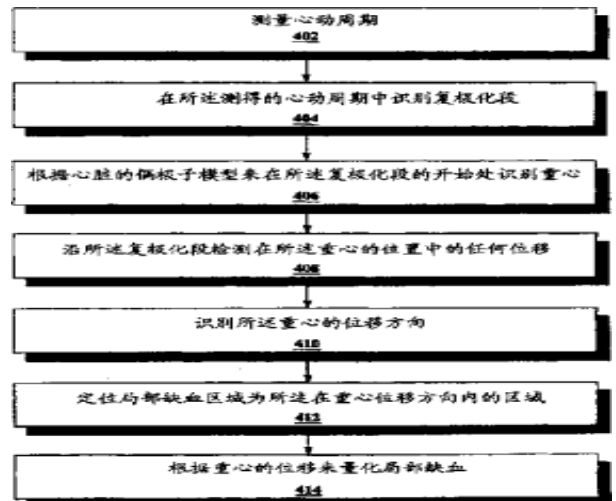 测量心动周期
402
在所述测得的心动周期中识别复极化段
404
根据心脏的偶极子模型来在所述复极化段的开始处识别重心
406
沿所述复极化段检测在所述重心的位置中的任何位移
408
识别所述重心的位移方向
410
定位局部缺血区域为所述在重心位移方向内的区域
412
根据重心的位移来量化局部缺血
414